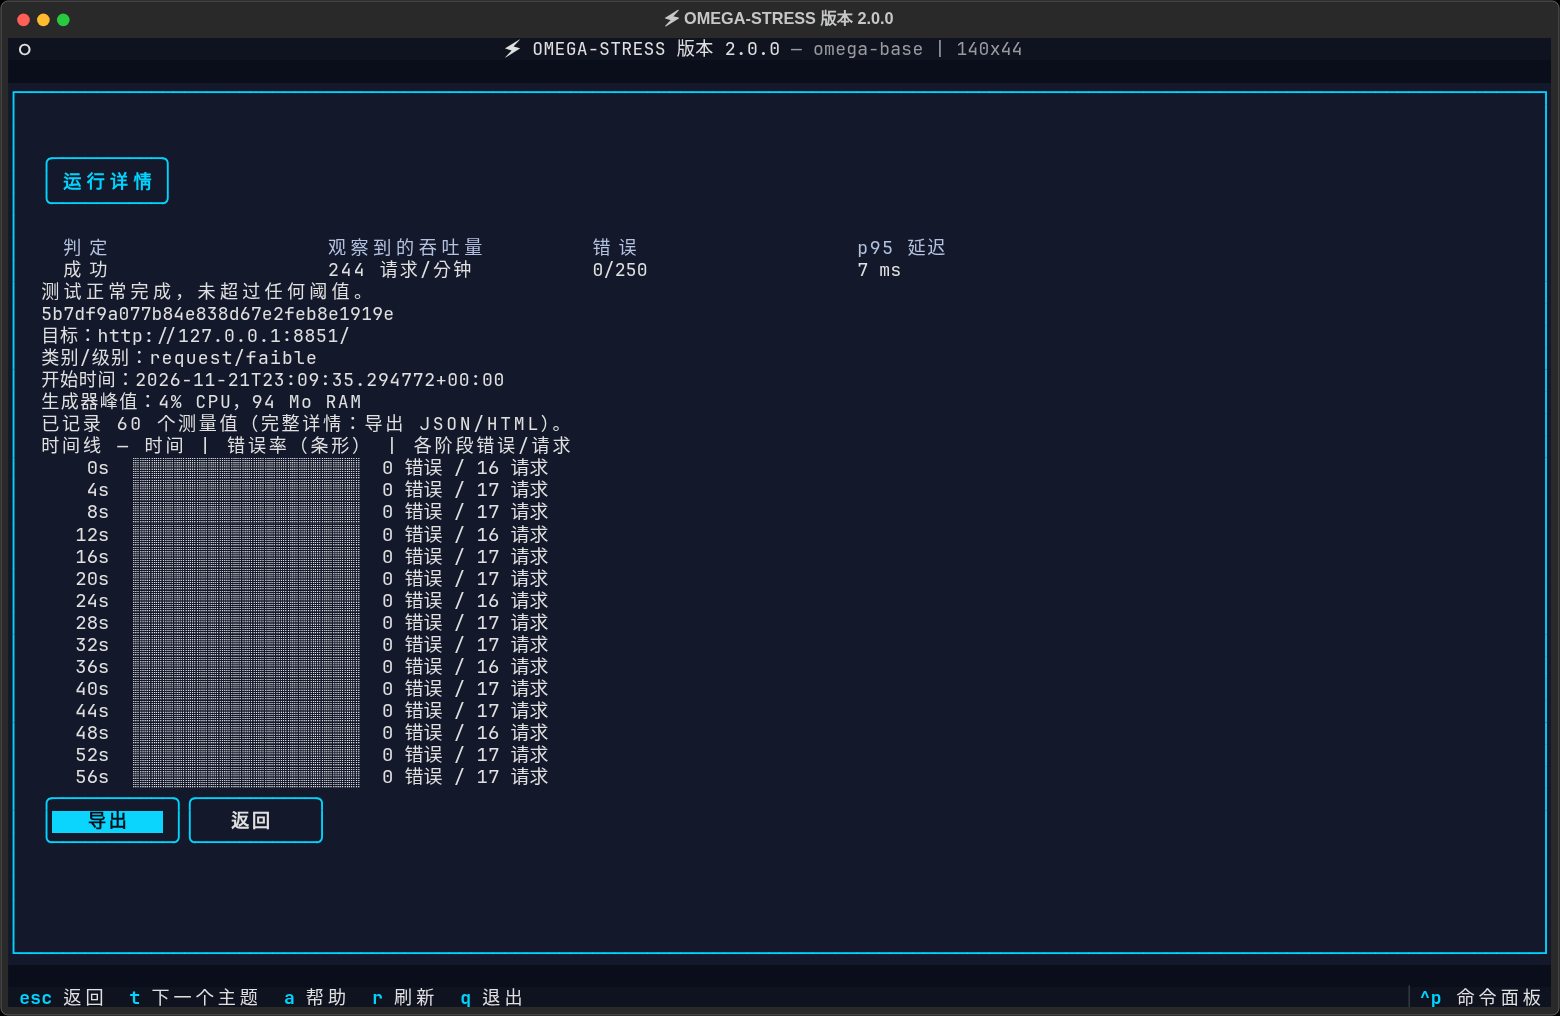 ⚡ OMEGA-STRESS 版本 2.0.0
⚡ OMEGA-STRESS 版本 2.0.0 — omega-base | 140x44
运行详情
判定 观察到的吞吐量 错误 p95 延迟
成功 244 请求/分钟 0/250 7 ms
测试正常完成，未超过任何阈值。
5b7df9a077b84e838d67e2feb8e1919e
目标：http://127.0.0.1:8851/
类别/级别：request/faible
开始时间：2026-11-21T23:09:35.294772+00:00
生成器峰值：4% CPU，94 Mo RAM
已记录 60 个测量值（完整详情：导出 JSON/HTML）。
时间线 — 时间 | 错误率（条形） | 各阶段错误/请求
0s 0 错误 / 16 请求
4s 0 错误 / 17 请求
8s 0 错误 / 17 请求
12s 0 错误 / 16 请求
16s 0 错误 / 17 请求
20s 0 错误 / 17 请求
24s 0 错误 / 16 请求
28s 0 错误 / 17 请求
32s 0 错误 / 17 请求
36s 0 错误 / 16 请求
40s 0 错误 / 17 请求
44s 0 错误 / 17 请求
48s 0 错误 / 16 请求
52s 0 错误 / 17 请求
56s 0 错误 / 17 请求
导出 返回
esc 返回 t 下一个主题 a 帮助 r 刷新 q 退出 ^p 命令面板